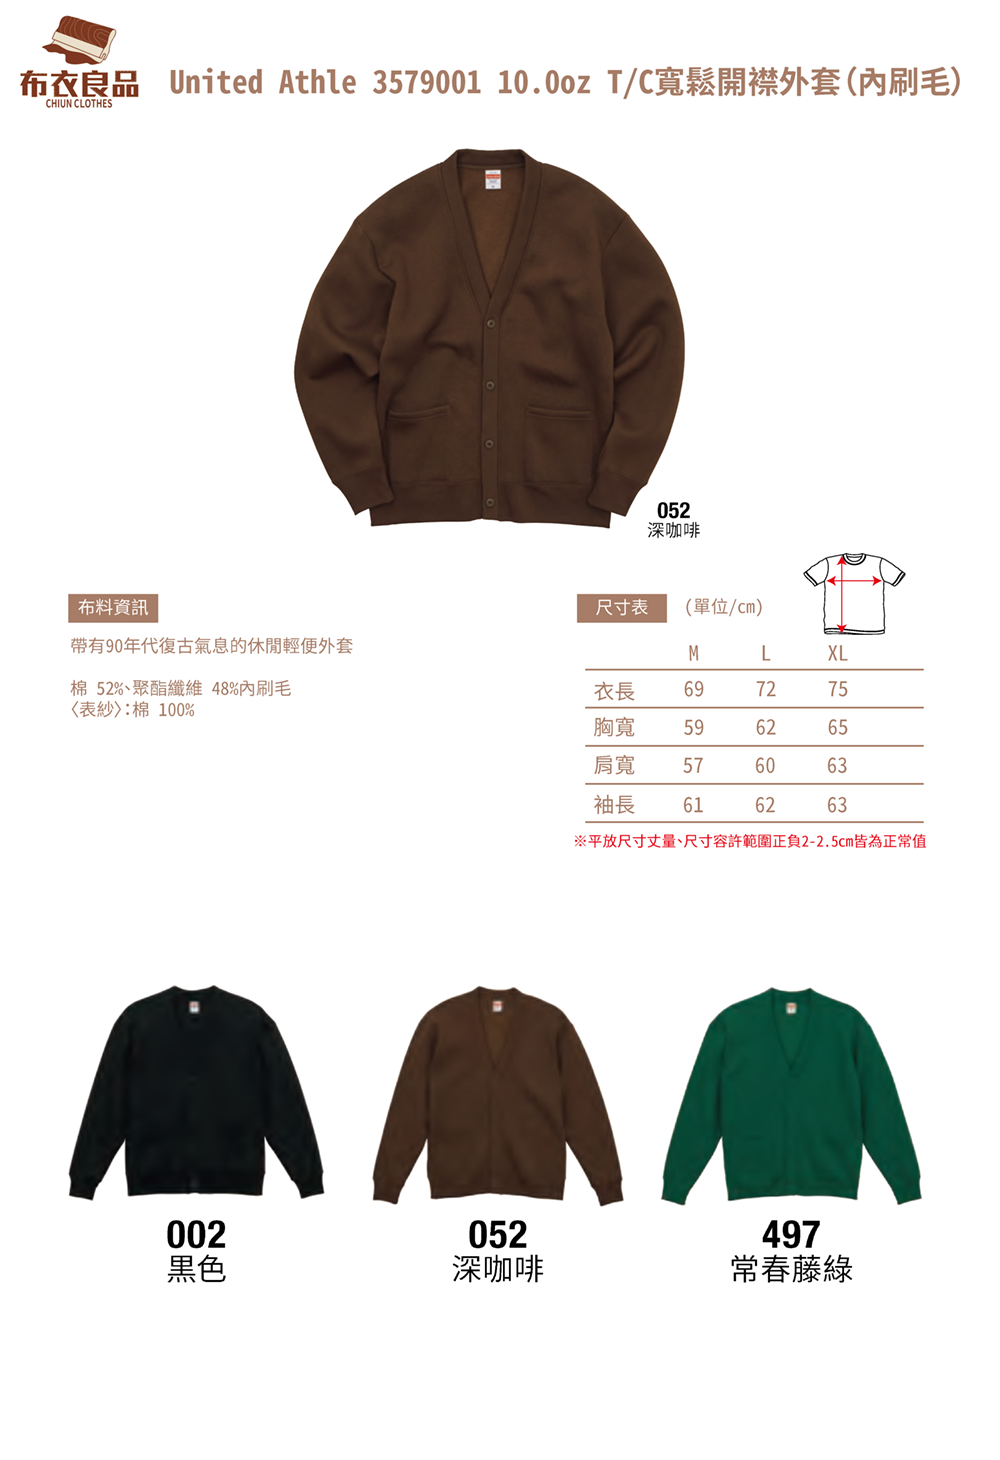 布衣良品
CHIUN CLOTHES
United Athle 3579001 10.0oz T/C寬鬆開襟外套(內刷毛)
052
深咖啡
布料資訊
帶有90年代復古氣息的休閒輕便外套
棉 52%、聚酯纖維 48%內刷毛
〈表紗〉:棉 100%
尺寸表 (單位/cm)
M L XL
衣長 69 72 75
胸寬 59 62 65
肩寬 57 60 63
袖長 61 62 63
※平放尺寸丈量、尺寸容許範圍正負2-2.5cm皆為正常值
002
黑色
052
深咖啡
497
常春藤綠